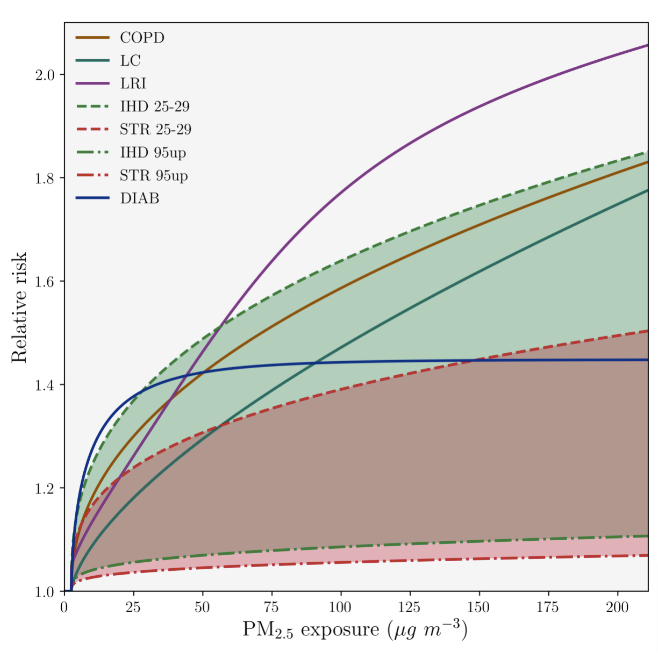 COPD
LC
LRI
IHD 25-29
STR 25-29
IHD 95up
STR 95up
DIAB
Relative risk
2.0
1.8
1.6
1.4
1.2
1.0
0 25 50 75 100 125 150 175 200
PM2.5 exposure (μg m⁻³)